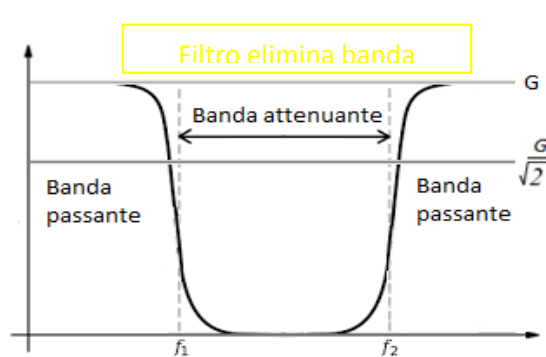 Filtro elimina banda
G
Banda attenuante
G
√2
Banda
passante
Banda
passante
f₁
f₂